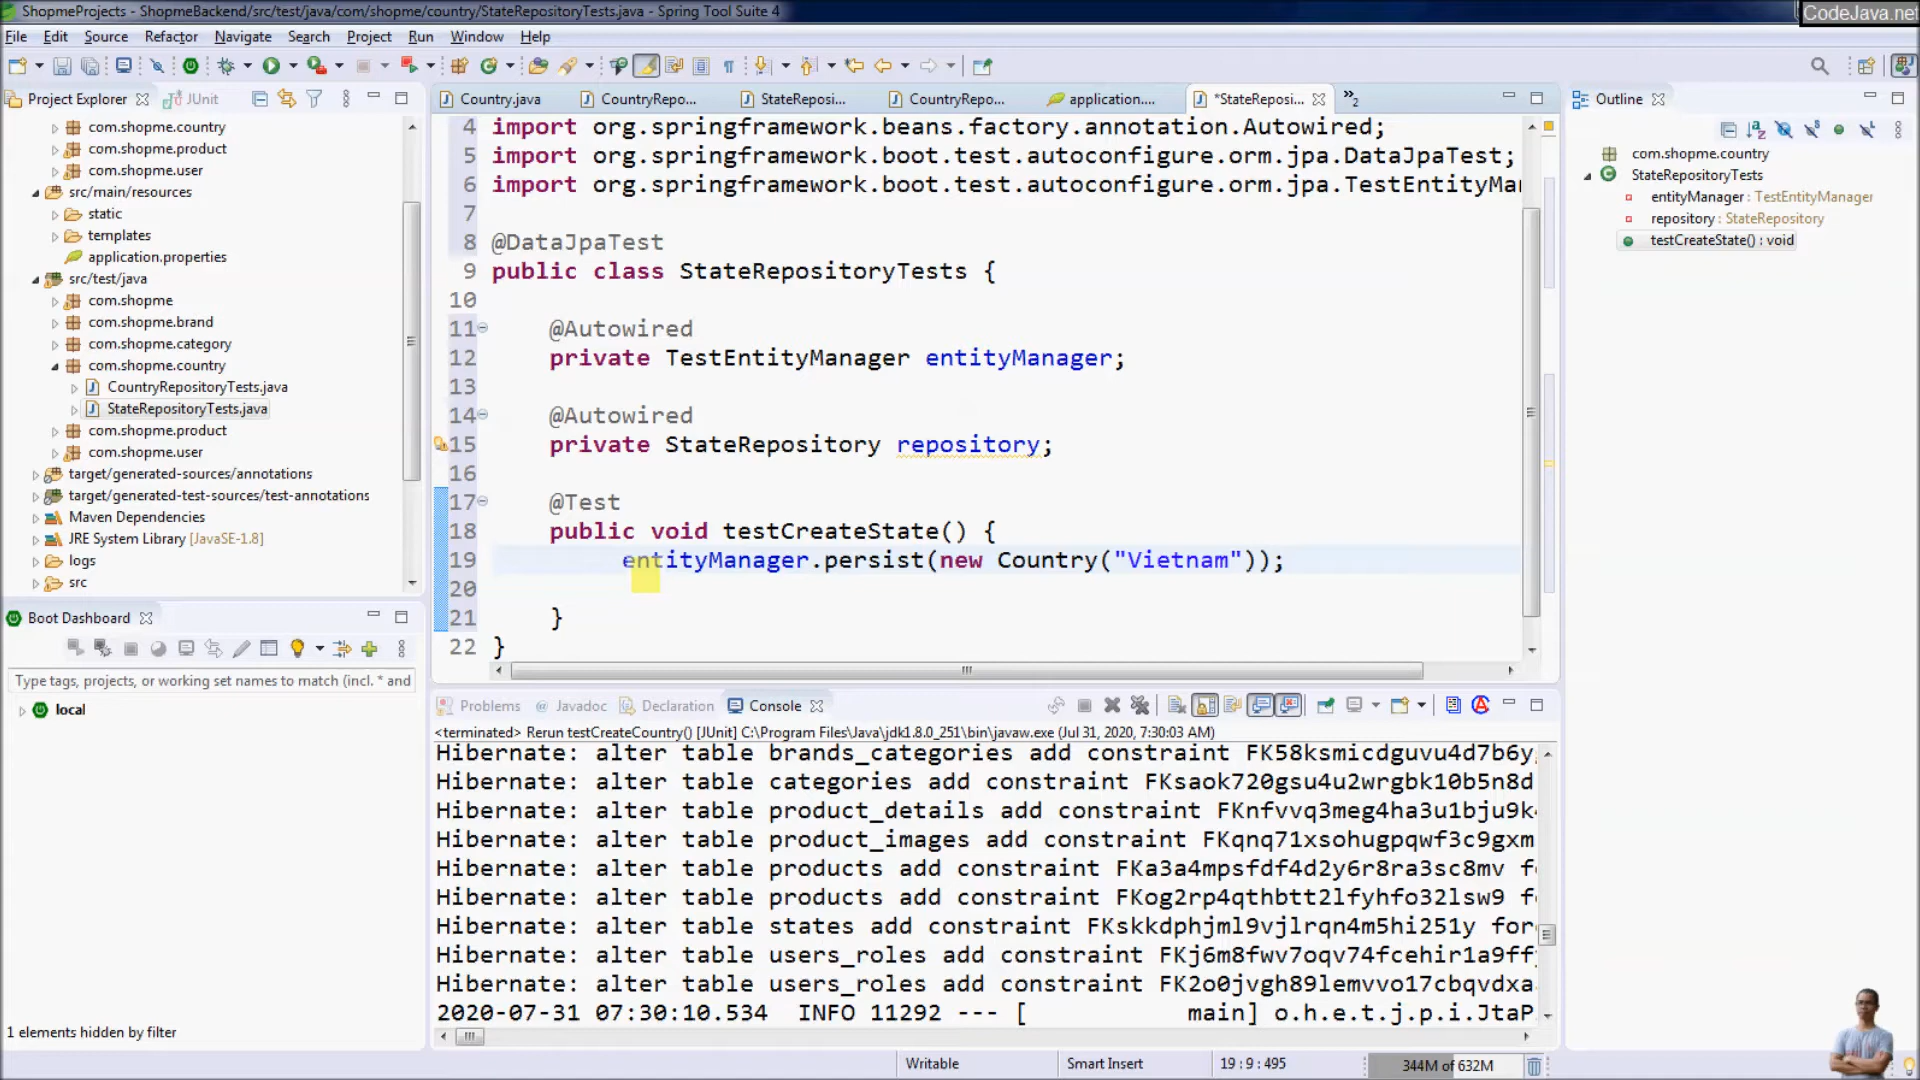 ShopmeProjects - ShopmeBackend/src/test/java/com/shopme/country/StateRepositoryTests.java - Spring Tool Suite 4
CodeJava.net
File Edit Source Refactor Navigate Search Project Run Window Help
Project Explorer
JUnit
com.shopme.country
com.shopme.product
com.shopme.user
src/main/resources
static
templates
application.properties
src/test/java
com.shopme
com.shopme.brand
com.shopme.category
com.shopme.country
CountryRepositoryTests.java
StateRepositoryTests.java
com.shopme.product
com.shopme.user
target/generated-sources/annotations
target/generated-test-sources/test-annotations
Maven Dependencies
JRE System Library [JavaSE-1.8]
logs
src
Boot Dashboard
Type tags, projects, or working set names to match (incl. * and
local
1 elements hidden by filter
Country.java CountryRepo... StateReposi... CountryRepo... application.... *StateReposi... »2
4 import org.springframework.beans.factory.annotation.Autowired;
5 import org.springframework.boot.test.autoconfigure.orm.jpa.DataJpaTest;
6 import org.springframework.boot.test.autoconfigure.orm.jpa.TestEntityMa
7
8 @DataJpaTest
9 public class StateRepositoryTests {
10
11 @Autowired
12 private TestEntityManager entityManager;
13
14 @Autowired
15 private StateRepository repository;
16
17 @Test
18 public void testCreateState() {
19 entityManager.persist(new Country("Vietnam"));
20
21 }
22 }
Problems @ Javadoc Declaration Console
<terminated> Rerun testCreateCountry() [JUnit] C:\Program Files\Java\jdk1.8.0_251\bin\javaw.exe (Jul 31, 2020, 7:30:03 AM)
Hibernate: alter table brands_categories add constraint FK58ksmicdguvu4d7b6y
Hibernate: alter table categories add constraint FKsaok720gsu4u2wrgbk10b5n8d
Hibernate: alter table product_details add constraint FKnfvvq3meg4ha3u1bju9k
Hibernate: alter table product_images add constraint FKqnq71xsohugpqwf3c9gxm
Hibernate: alter table products add constraint FKa3a4mpsfdf4d2y6r8ra3sc8mv f
Hibernate: alter table products add constraint FKog2rp4qthbtt2lfyhfo32lsw9 f
Hibernate: alter table states add constraint FKskkdphjml9vjlrqn4m5hi251y for
Hibernate: alter table users_roles add constraint FKj6m8fwv7oqv74fcehir1a9ff
Hibernate: alter table users_roles add constraint FK2o0jvgh89lemvvo17cbqvdxa
2020-07-31 07:30:10.534 INFO 11292 --- [ main] o.h.e.t.j.p.i.JtaP
Outline
com.shopme.country
StateRepositoryTests
entityManager : TestEntityManager
repository : StateRepository
testCreateState() : void
Writable Smart Insert 19 : 9 : 495 344M of 632M